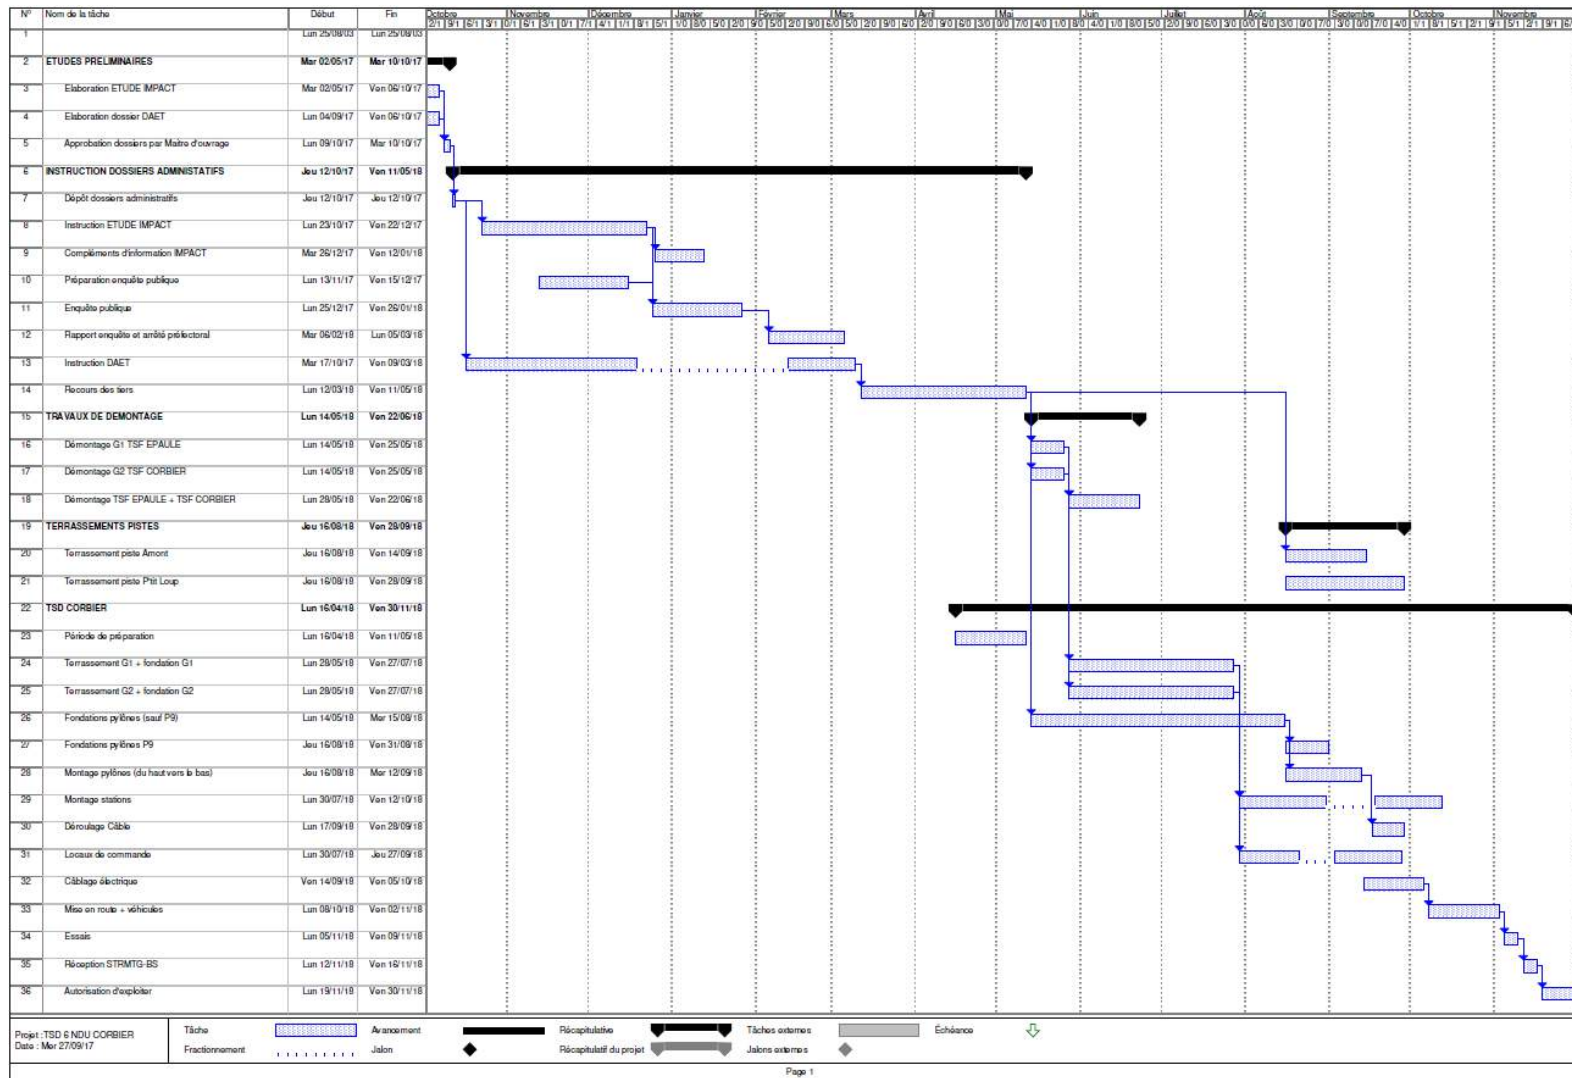 N° Nom de la tâche Début Fin Octobre Novembre Décembre Janvier Février Mars Avril Mai Juin Juillet Août Septembre Octobre Novembre
1 Lun 25/08/03 Lun 25/08/03
2 ETUDES PRELIMINAIRES Mar 02/05/17 Mar 10/10/17
3 Elaboration ETUDE IMPACT Mar 02/05/17 Ven 06/10/17
4 Elaboration dossier DAET Lun 04/09/17 Ven 06/10/17
5 Approbation dossiers par Maitre d'ouvrage Lun 09/10/17 Mar 10/10/17
6 INSTRUCTION DOSSIERS ADMINISTATIFS Jeu 12/10/17 Ven 11/05/18
7 Dépôt dossiers administratifs Jeu 12/10/17 Jeu 12/10/17
8 Instruction ETUDE IMPACT Lun 23/10/17 Ven 22/12/17
9 Compléments d'information IMPACT Mar 26/12/17 Ven 12/01/18
10 Préparation enquête publique Lun 13/11/17 Ven 15/12/17
11 Enquête publique Lun 25/12/17 Ven 26/01/18
12 Rapport enquête et arrêté préfectoral Mar 06/02/18 Lun 05/03/18
13 Instruction DAET Mar 17/10/17 Ven 09/03/18
14 Recours des tiers Lun 12/03/18 Ven 11/05/18
15 TRAVAUX DE DEMONTAGE Lun 14/05/18 Ven 22/06/18
16 Démontage G1 TSF EPAULE Lun 14/05/18 Ven 25/05/18
17 Démontage G2 TSF CORBIER Lun 14/05/18 Ven 25/05/18
18 Démontage TSF EPAULE + TSF CORBIER Lun 28/05/18 Ven 22/06/18
19 TERRASSEMENTS PISTES Jeu 16/08/18 Ven 28/09/18
20 Terrassement piste Amont Jeu 16/08/18 Ven 14/09/18
21 Terrassement piste P'tit Loup Jeu 16/08/18 Ven 28/09/18
22 TSD CORBIER Lun 16/04/18 Ven 30/11/18
23 Période de préparation Lun 16/04/18 Ven 11/05/18
24 Terrassement G1 + fondation G1 Lun 28/05/18 Ven 27/07/18
25 Terrassement G2 + fondation G2 Lun 28/05/18 Ven 27/07/18
26 Fondations pylônes (sauf P9) Lun 14/05/18 Mer 15/08/18
27 Fondations pylônes P9 Jeu 16/08/18 Ven 31/08/18
28 Montage pylônes (du haut vers le bas) Jeu 16/08/18 Mer 12/09/18
29 Montage stations Lun 30/07/18 Ven 12/10/18
30 Déroulage Câble Lun 17/09/18 Ven 28/09/18
31 Locaux de commande Lun 30/07/18 Jeu 27/09/18
32 Câblage électrique Ven 14/09/18 Ven 05/10/18
33 Mise en route + véhicules Lun 08/10/18 Ven 02/11/18
34 Essais Lun 05/11/18 Ven 09/11/18
35 Réception STRMTG-BS Lun 12/11/18 Ven 16/11/18
36 Autorisation d'exploiter Lun 19/11/18 Ven 30/11/18
Projet : TSD 6 NDU CORBIER
Date : Mer 27/09/17
Tâche Avancement Récapitulative Tâches externes Échéance
Fractionnement Jalon Récapitulatif du projet Jalons externes
Page 1